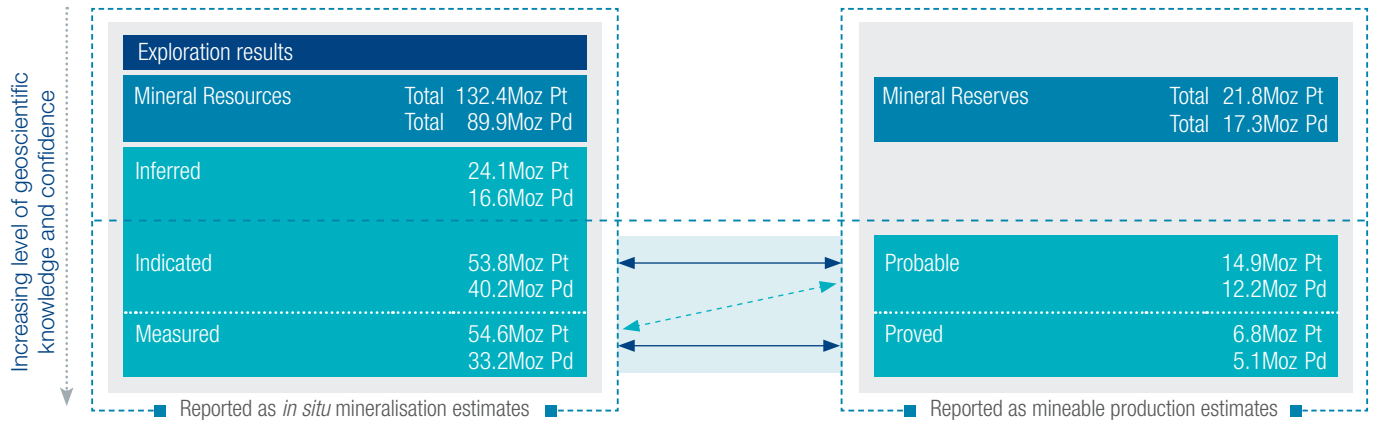 Increasing level of geoscientific
knowledge and confidence
Exploration results
Mineral Resources Total 132.4Moz Pt
Total 89.9Moz Pd
Inferred 24.1Moz Pt
16.6Moz Pd
Indicated 53.8Moz Pt
40.2Moz Pd
Measured 54.6Moz Pt
33.2Moz Pd
Reported as in situ mineralisation estimates
Mineral Reserves Total 21.8Moz Pt
Total 17.3Moz Pd
Probable 14.9Moz Pt
12.2Moz Pd
Proved 6.8Moz Pt
5.1Moz Pd
Reported as mineable production estimates